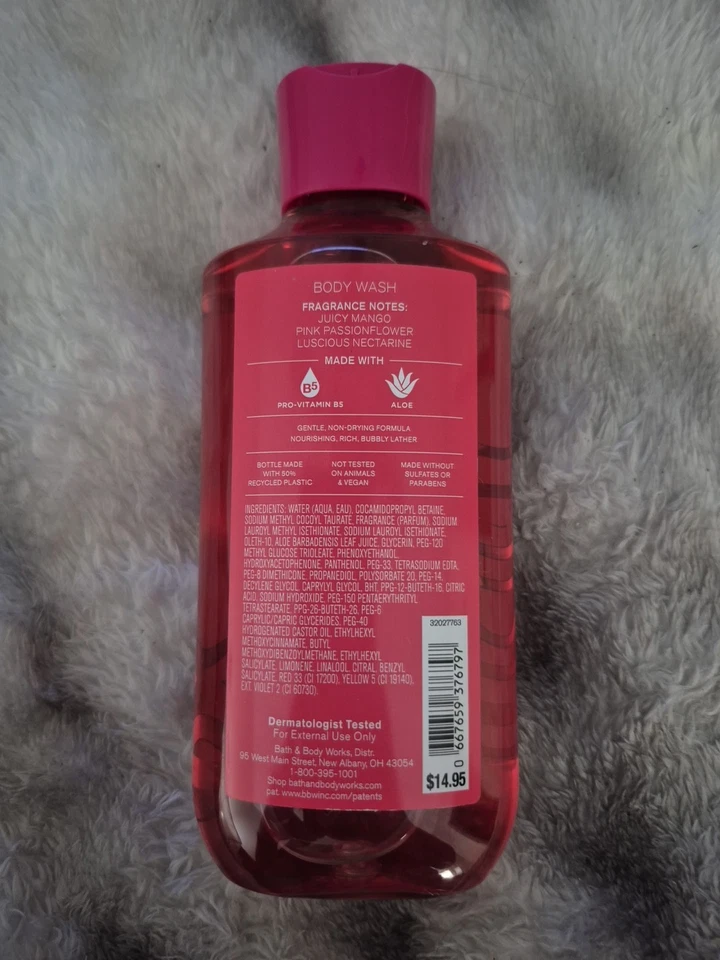 BODY WASH
FRAGRANCE NOTES:
JUICY MANGO
PINK PASSIONFLOWER
LUSCIOUS NECTARINE
MADE WITH
B5
PRO-VITAMIN B5
ALOE
GENTLE, NON-DRYING FORMULA
NOURISHING, RICH, BUBBLY LATHER
BOTTLE MADE
WITH 50%
RECYCLED PLASTIC
NOT TESTED
ON ANIMALS
& VEGAN
MADE WITHOUT
SULFATES OR
PARABENS
INGREDIENTS: WATER (AQUA, EAU), COCAMIDOPROPYL BETAINE,
SODIUM METHYL COCOYL TAURATE, FRAGRANCE (PARFUM), SODIUM
LAUROYL METHYL ISETHIONATE, SODIUM LAUROYL ISETHIONATE,
OLETH-10, ALOE BARBADENSIS LEAF JUICE, GLYCERIN, PEG-120
METHYL GLUCOSE TRIOLEATE, PHENOXYETHANOL,
HYDROXYACETOPHENONE, PANTHENOL, PEG-33, TETRASODIUM EDTA,
PEG-8 DIMETHICONE, PROPANEDIOL, POLYSORBATE 20, PEG-14,
DECYLENE GLYCOL, CAPRYLYL GLYCOL, BHT, PPG-12-BUTETH-16, CITRIC
ACID, SODIUM HYDROXIDE, PEG-150 PENTAERYTHRITYL
TETRASTEARATE, PPG-26-BUTETH-26, PEG-6
CAPRYLIC/CAPRIC GLYCERIDES, PEG-40
HYDROGENATED CASTOR OIL, ETHYLHEXYL
METHOXYCINNAMATE, BUTYL
METHOXYDIBENZOYLMETHANE, ETHYLHEXYL
SALICYLATE, LIMONENE, LINALOOL, CITRAL, BENZYL
SALICYLATE, RED 33 (CI 17200), YELLOW 5 (CI 19140),
EXT. VIOLET 2 (CI 60730).
32027763
0 667659 376797
$14.95
Dermatologist Tested
For External Use Only
Bath & Body Works, Distr.
95 West Main Street, New Albany, OH 43054
1-800-395-1001
Shop bathandbodyworks.com
pat. www.bbwinc.com/patents